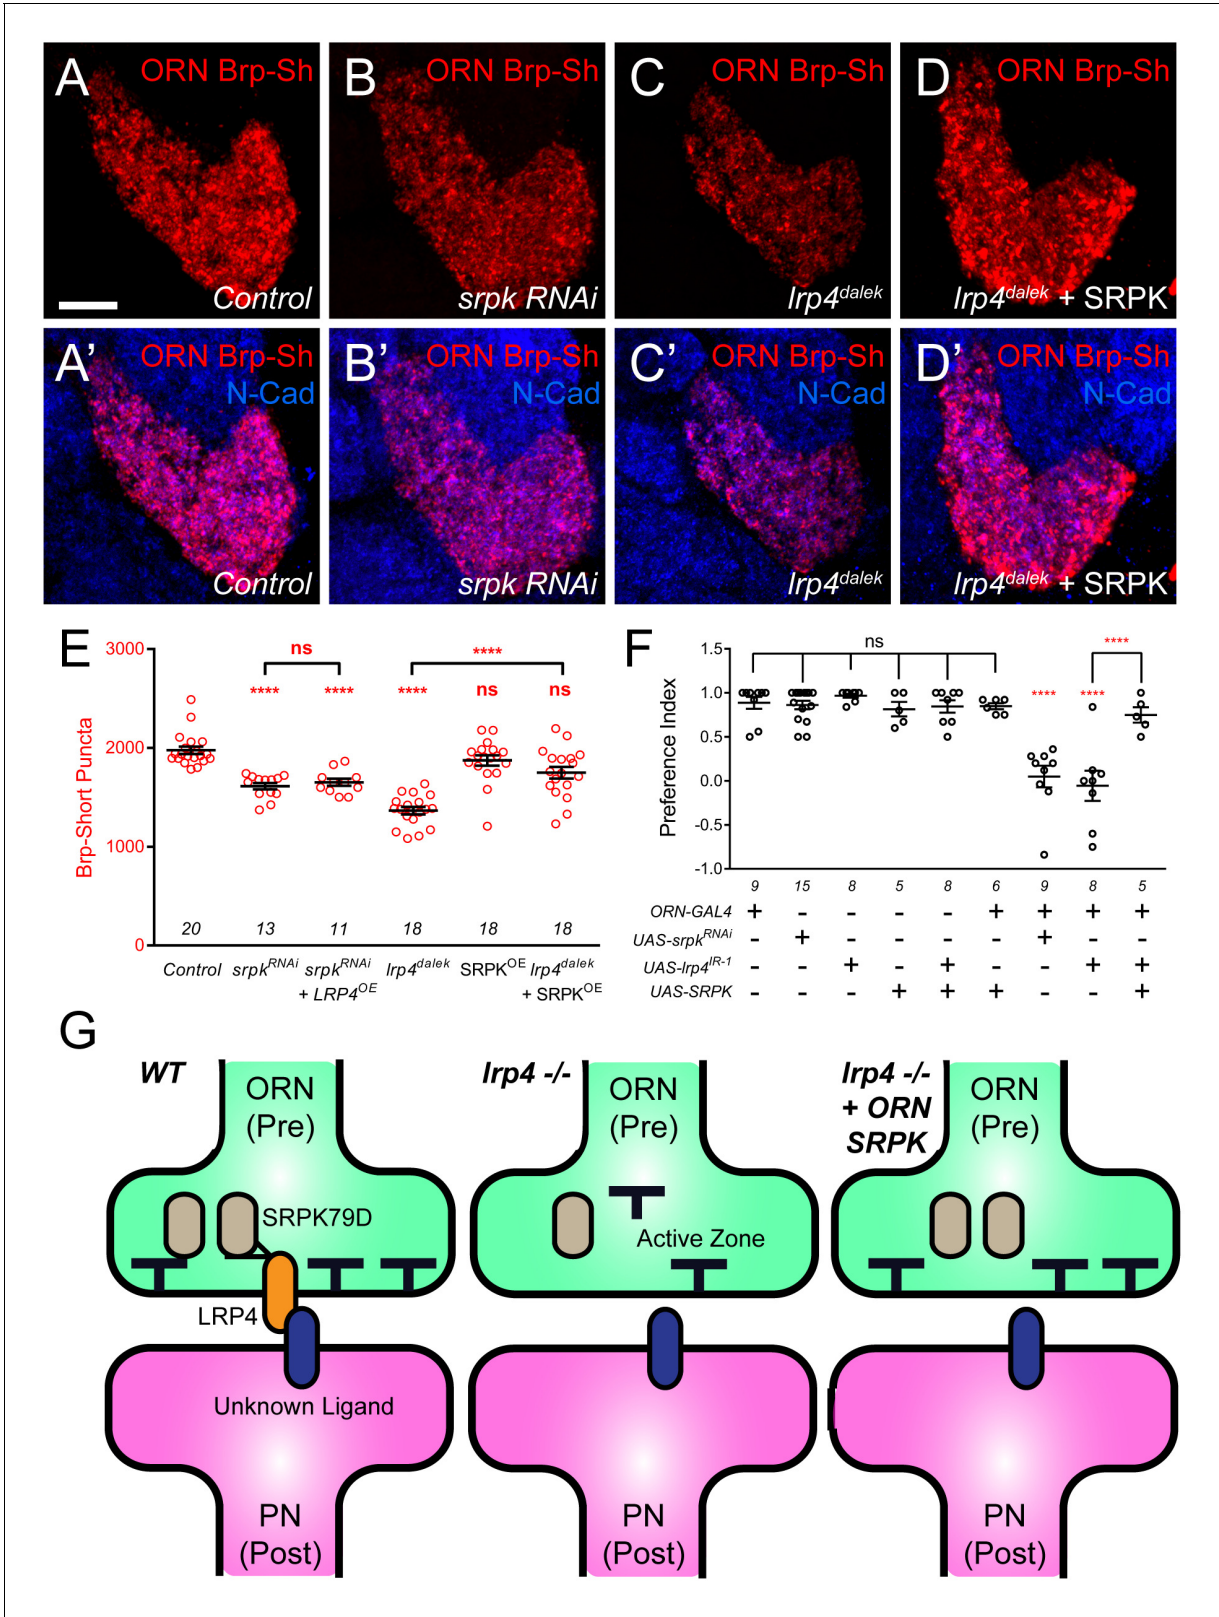 A
ORN Brp-Sh
Control
B
ORN Brp-Sh
srpk RNAi
C
ORN Brp-Sh
lrp4dalek
D
ORN Brp-Sh
lrp4dalek + SRPK
A'
ORN Brp-Sh
N-Cad
Control
B'
ORN Brp-Sh
N-Cad
srpk RNAi
C'
ORN Brp-Sh
N-Cad
lrp4dalek
D'
ORN Brp-Sh
N-Cad
lrp4dalek + SRPK
E
Brp-Short Puncta
3000
2000
1000
0
ns
****
**** **** **** ns ns
20 13 11 18 18 18
Control srpkRNAi srpkRNAi lrp4dalek SRPKOE lrp4dalek
+ LRP4OE + SRPKOE
F
Preference Index
1.5
1.0
0.5
0.0
-0.5
-1.0
ns
****
**** ****
9 15 8 5 8 6 9 8 5
ORN-GAL4 + - - - - + + + +
UAS-srpkRNAi - + - - - - + - -
UAS-lrp4IR-1 - - + - + - - + +
UAS-SRPK - - - + + + - - +
G
WT
ORN
(Pre)
SRPK79D
LRP4
Unknown Ligand
PN
(Post)
lrp4 -/-
ORN
(Pre)
Active Zone
PN
(Post)
lrp4 -/-
+ ORN
SRPK
ORN
(Pre)
PN
(Post)